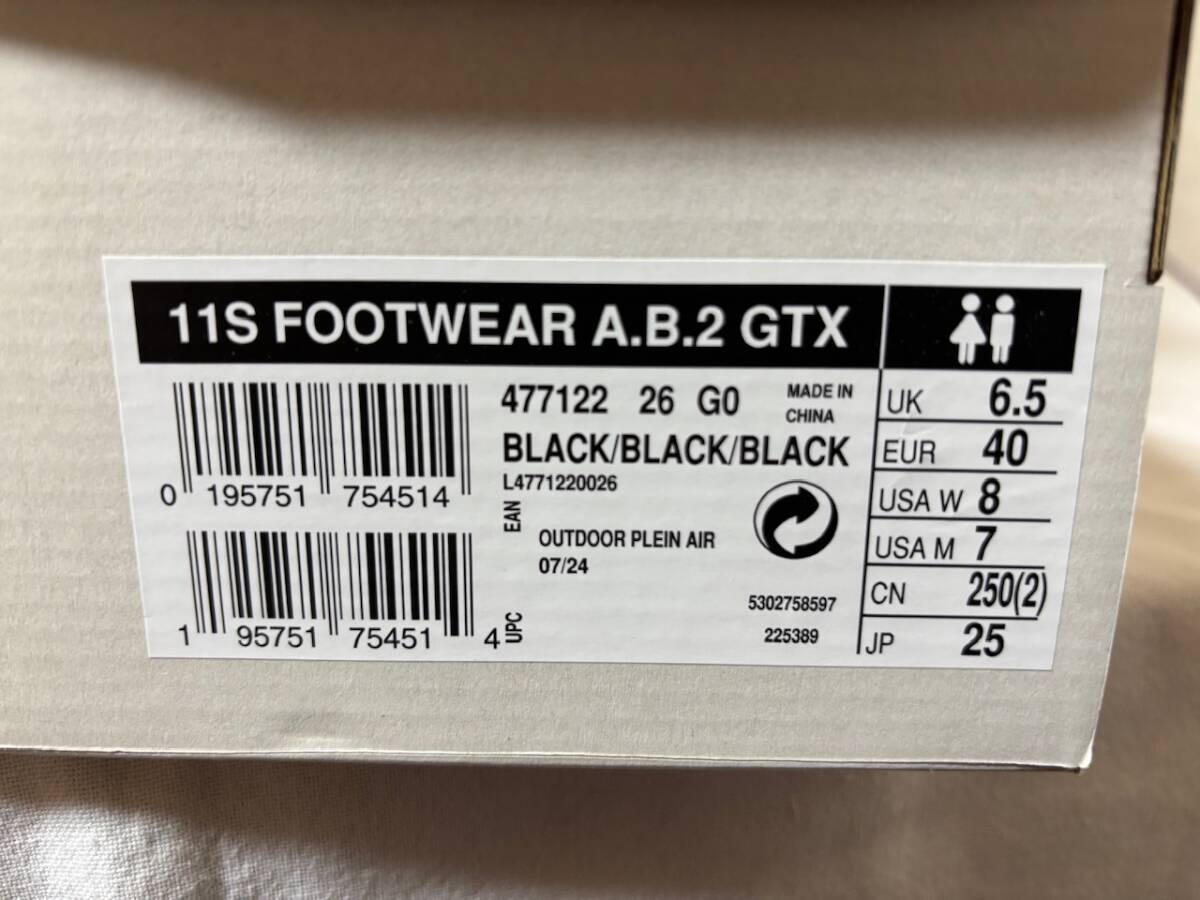 11S FOOTWEAR A.B.2 GTX
0 195751 754514
1 95751 75451 4
477122 26 G0
MADE IN
CHINA
BLACK/BLACK/BLACK
L4771220026
EAN
OUTDOOR PLEIN AIR
07/24
5302758597
225389
UPC
UK 6.5
EUR 40
USA W 8
USA M 7
CN 250(2)
JP 25